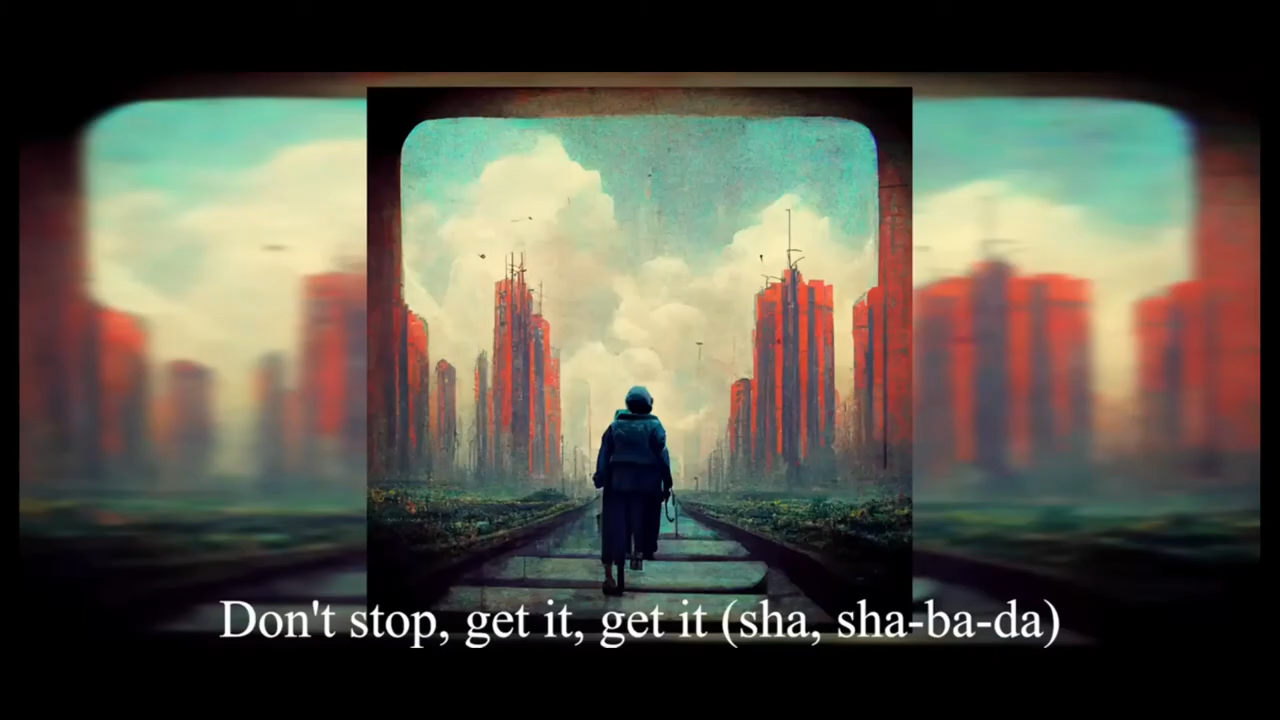 Don't stop, get it, get it (sha, sha-ba-da)